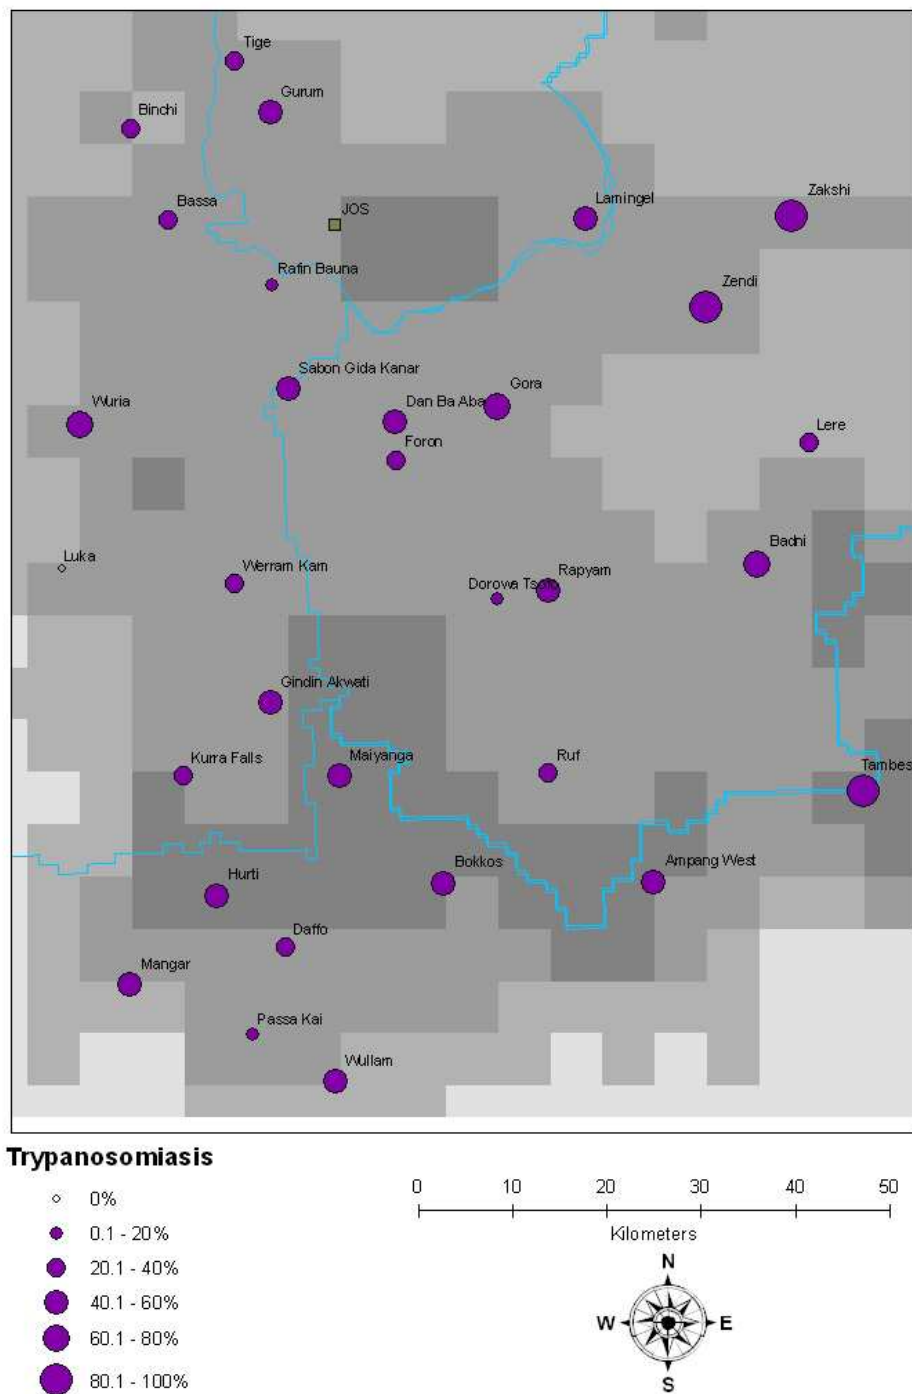 Tige
Gurum
Binchi
Zakshi
Lamingel
Bassa
JOS
Rafin Bauna
Zendi
Sabon Gida Kanar
Gora
Wuria
Dan Ba Aba
Lere
Foron
Badni
Luka
Werram Kam
Rapyam
Dorowa Tsofo
Gindin Akwati
Kurra Falls
Maiyanga
Ruf
Tambes
Bokkos
Ampang West
Hurti
Daffo
Mangar
Passa Kai
Wullam
Trypanosomiasis
0%
0.1 - 20%
20.1 - 40%
40.1 - 60%
60.1 - 80%
80.1 - 100%
0 10 20 30 40 50
Kilometers
N
W E
S